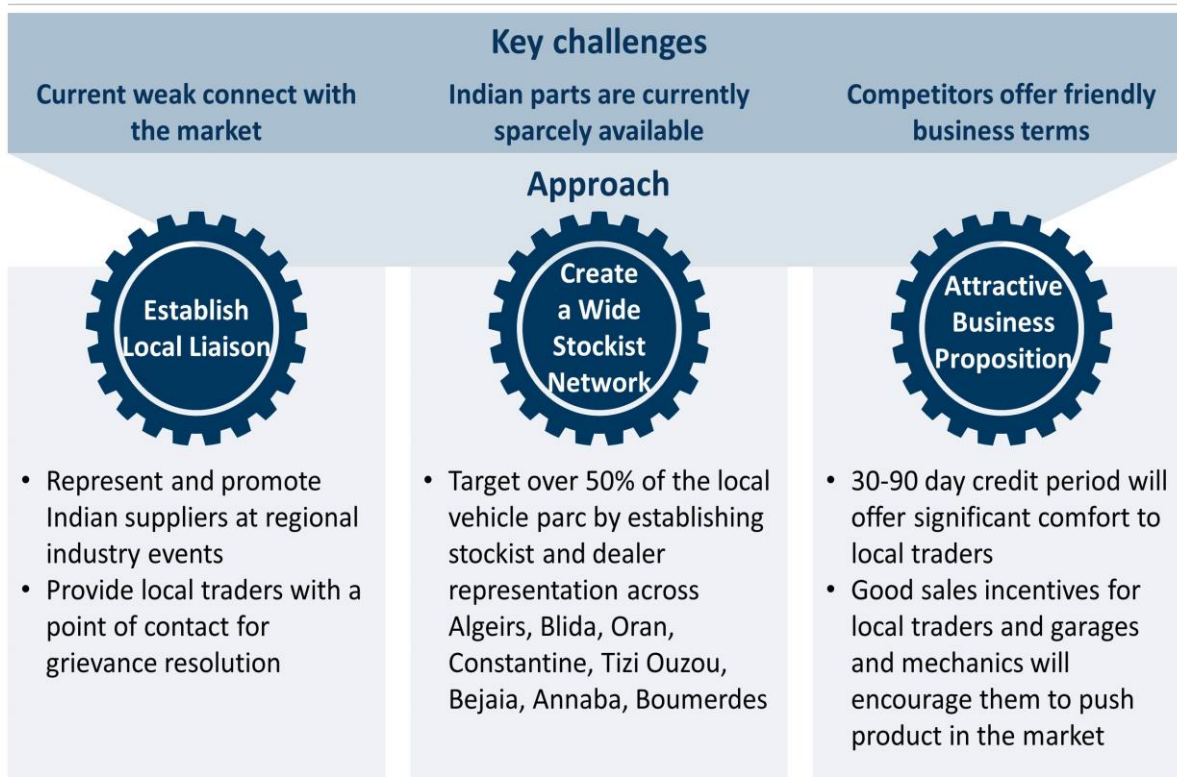 Key challenges
Current weak connect with
the market
Indian parts are currently
sparcely available
Competitors offer friendly
business terms
Approach
Establish
Local Liaison
Create
a Wide
Stockist
Network
Attractive
Business
Proposition
• Represent and promote
Indian suppliers at regional
industry events
• Provide local traders with a
point of contact for
grievance resolution
• Target over 50% of the local
vehicle parc by establishing
stockist and dealer
representation across
Algeirs, Blida, Oran,
Constantine, Tizi Ouzou,
Bejaia, Annaba, Boumerdes
• 30-90 day credit period will
offer significant comfort to
local traders
• Good sales incentives for
local traders and garages
and mechanics will
encourage them to push
product in the market